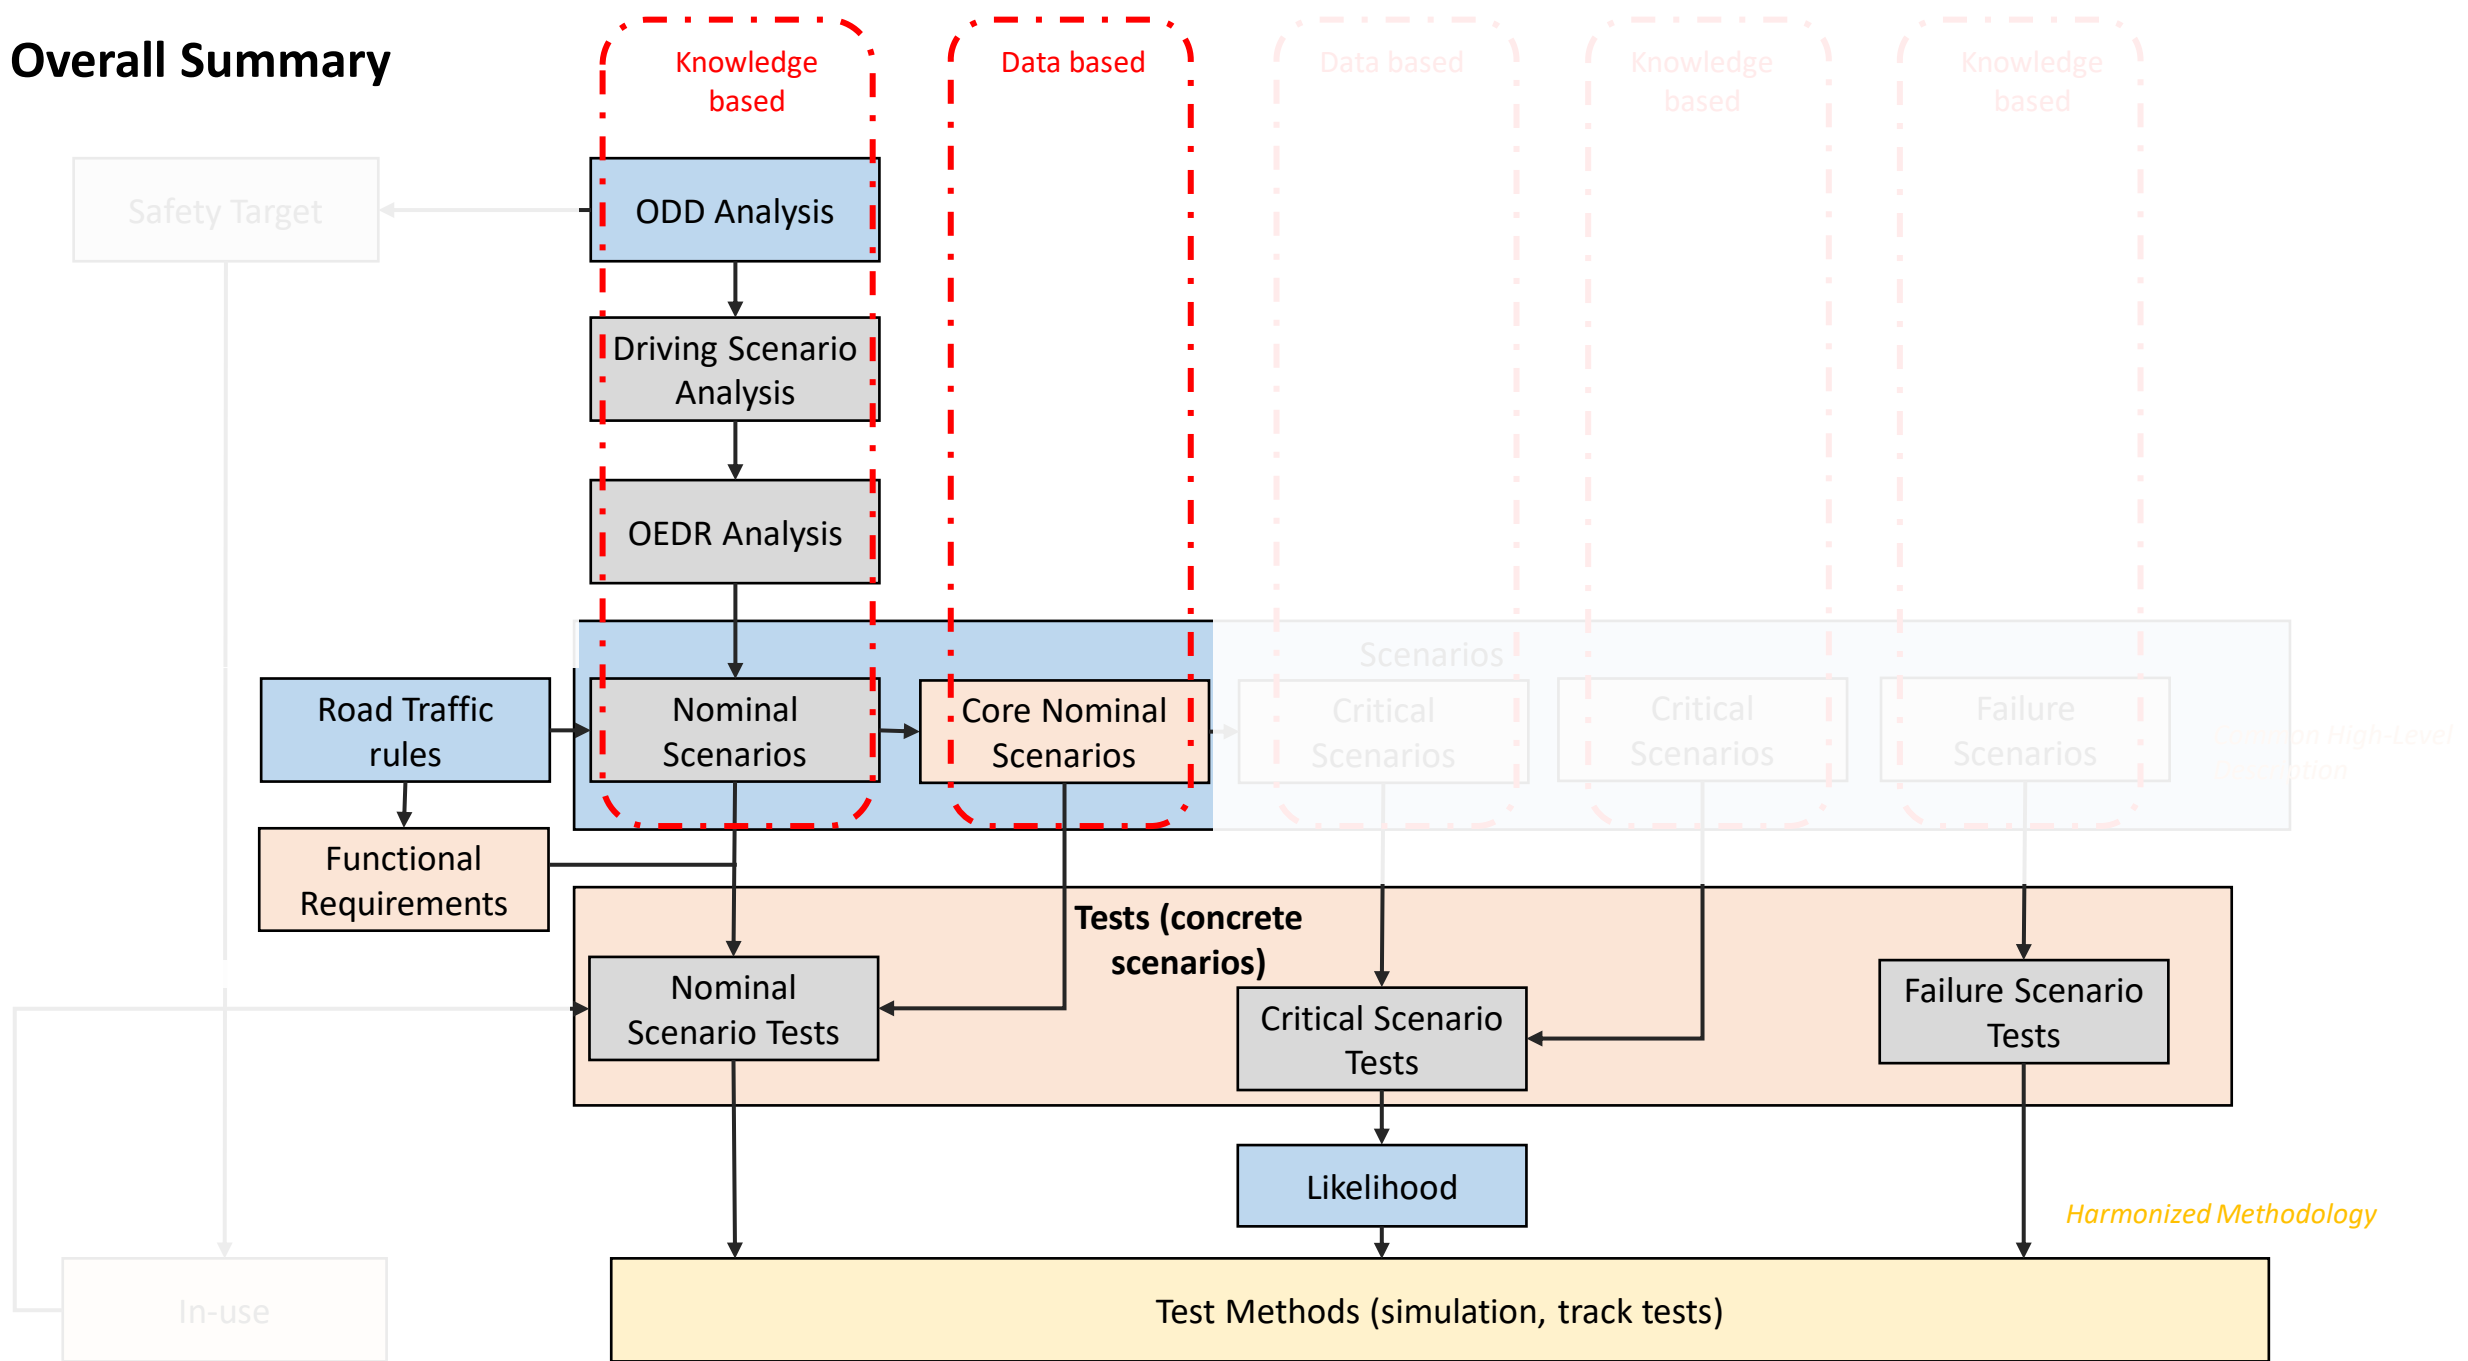 Overall Summary
Knowledge
based
Data based
Data based
Knowledge
based
Knowledge
based
Safety Target
ODD Analysis
Driving Scenario
Analysis
OEDR Analysis
Scenarios
Road Traffic
rules
Nominal
Scenarios
Core Nominal
Scenarios
Critical
Scenarios
Critical
Scenarios
Failure
Scenarios
High-Level
Functional
Requirements
Tests (concrete
scenarios)
Nominal
Scenario Tests
Critical Scenario
Tests
Failure Scenario
Tests
Likelihood
Harmonized Methodology
In-use
Test Methods (simulation, track tests)